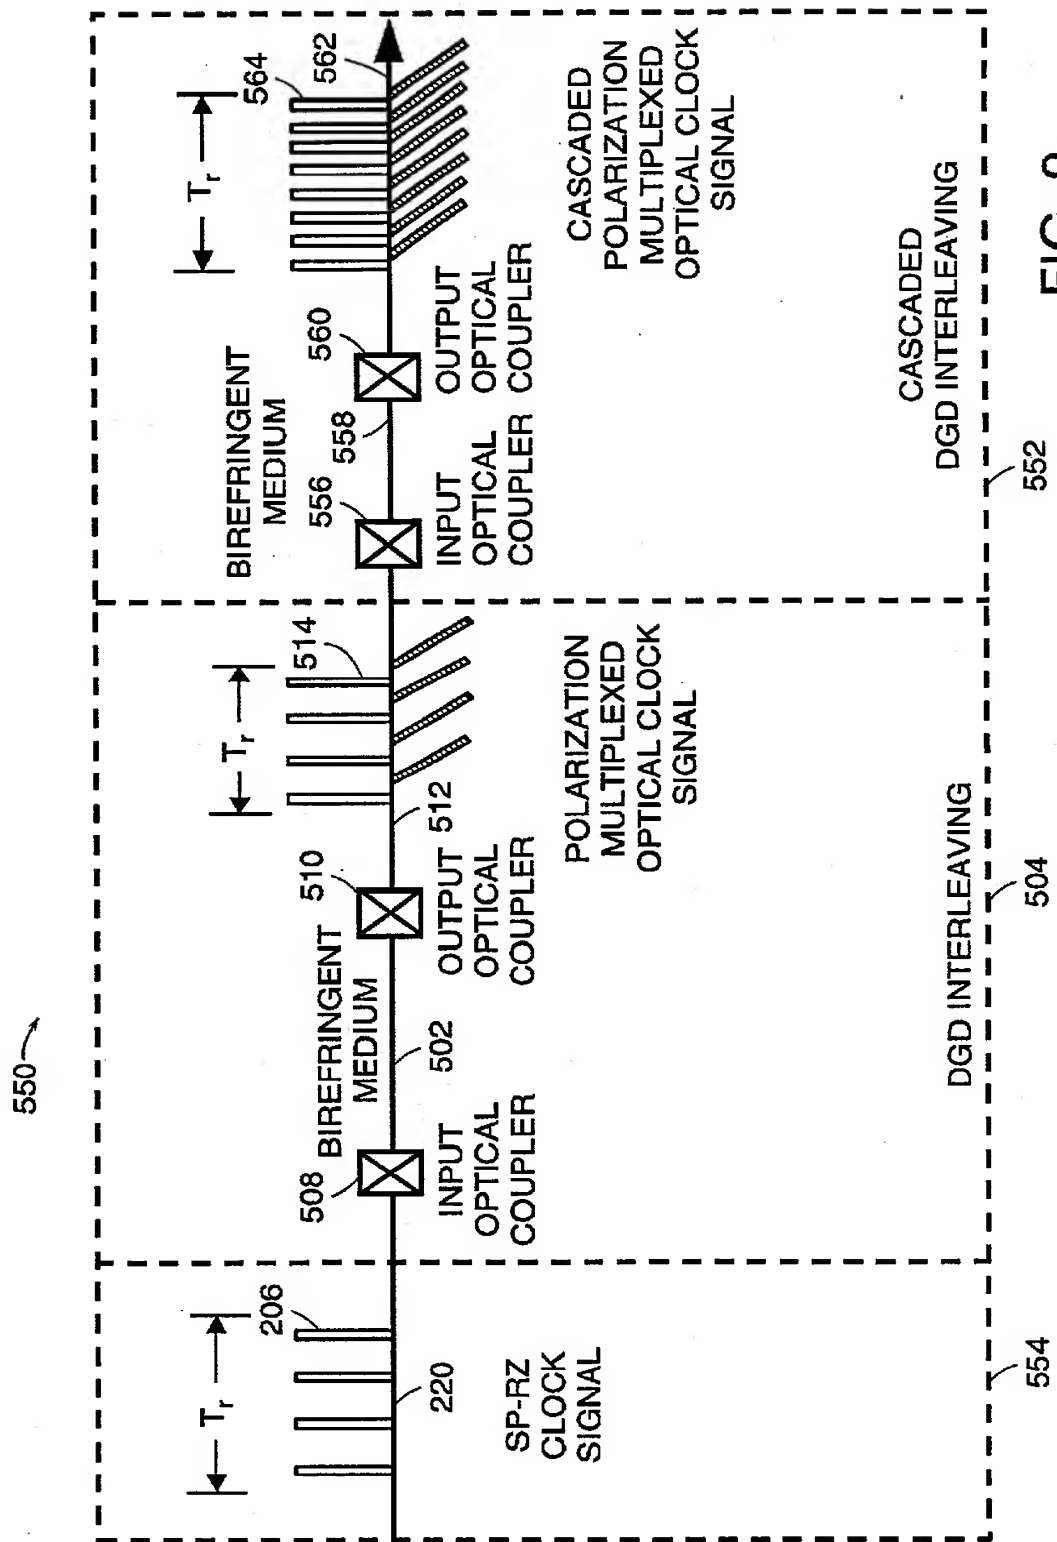 550
T_r
206
220
SP-RZ
CLOCK
SIGNAL
554
508
INPUT
OPTICAL
COUPLER
BIREFRINGENT
MEDIUM
502
510
OUTPUT
OPTICAL
COUPLER
512
T_r
514
POLARIZATION
MULTIPLEXED
OPTICAL CLOCK
SIGNAL
DGD INTERLEAVING
504
BIREFRINGENT
MEDIUM
556
INPUT
OPTICAL
COUPLER
558
560
OUTPUT
OPTICAL
COUPLER
T_r
564
562
CASCADED
POLARIZATION
MULTIPLEXED
OPTICAL CLOCK
SIGNAL
CASCADED
DGD INTERLEAVING
552
FIG.